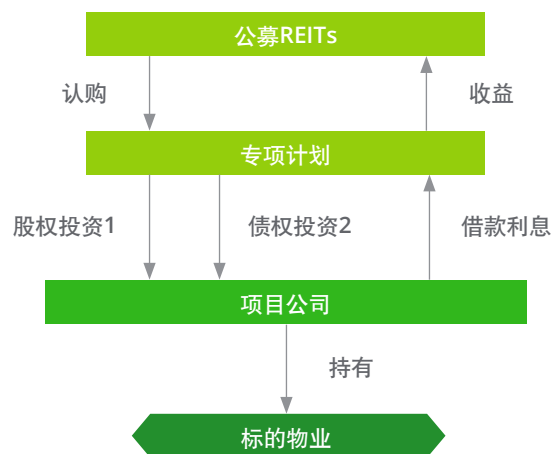 公募REITs
认购
收益
专项计划
股权投资1
债权投资2
借款利息
项目公司
持有
标的物业